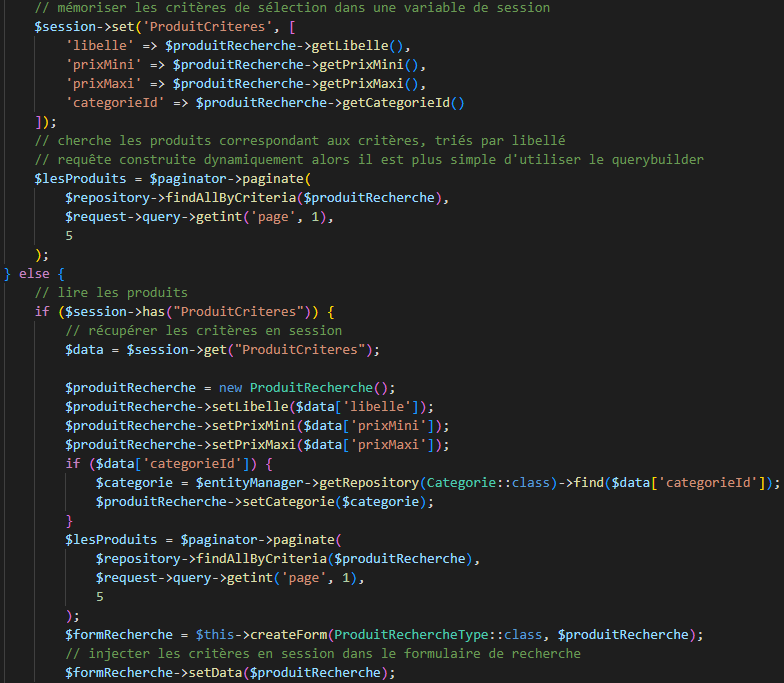 // mémoriser les critères de sélection dans une variable de session
$session->set('ProduitCriteres', [
'libelle' => $produitRecherche->getLibelle(),
'prixMini' => $produitRecherche->getPrixMini(),
'prixMaxi' => $produitRecherche->getPrixMaxi(),
'categorieId' => $produitRecherche->getCategorieId()
]);
// cherche les produits correspondant aux critères, triés par libellé
// requête construite dynamiquement alors il est plus simple d'utiliser le querybuilder
$lesProduits = $paginator->paginate(
$repository->findAllByCriteria($produitRecherche),
$request->query->getint('page', 1),
5
);
} else {
// lire les produits
if ($session->has("ProduitCriteres")) {
// récupérer les critères en session
$data = $session->get("ProduitCriteres");
$produitRecherche = new ProduitRecherche();
$produitRecherche->setLibelle($data['libelle']);
$produitRecherche->setPrixMini($data['prixMini']);
$produitRecherche->setPrixMaxi($data['prixMaxi']);
if ($data['categorieId']) {
$categorie = $entityManager->getRepository(Categorie::class)->find($data['categorieId']);
$produitRecherche->setCategorie($categorie);
}
$lesProduits = $paginator->paginate(
$repository->findAllByCriteria($produitRecherche),
$request->query->getint('page', 1),
5
);
$formRecherche = $this->createForm(ProduitRechercheType::class, $produitRecherche);
// injecter les critères en session dans le formulaire de recherche
$formRecherche->setData($produitRecherche);